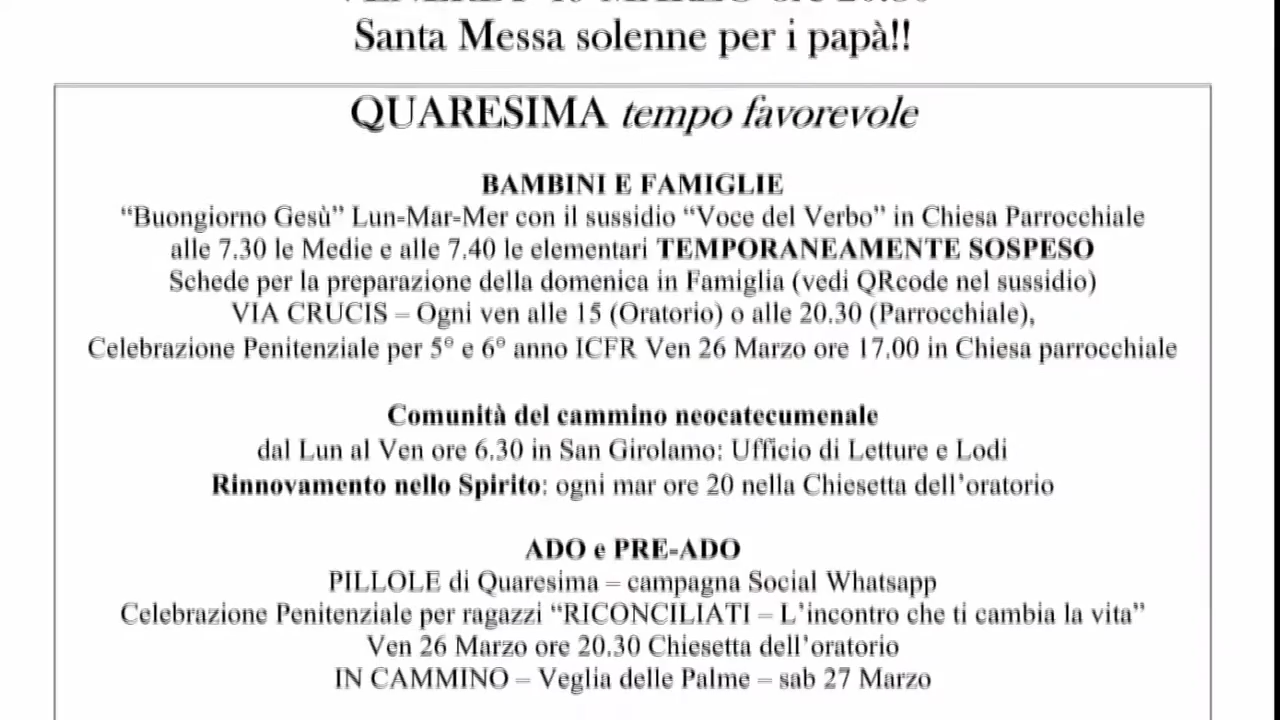 Santa Messa solenne per i papà!!
QUARESIMA tempo favorevole
BAMBINI E FAMIGLIE
“Buongiorno Gesù” Lun-Mar-Mer con il sussidio “Voce del Verbo” in Chiesa Parrocchiale
alle 7.30 le Medie e alle 7.40 le elementari TEMPORANEAMENTE SOSPESO
Schede per la preparazione della domenica in Famiglia (vedi QRcode nel sussidio)
VIA CRUCIS – Ogni ven alle 15 (Oratorio) o alle 20.30 (Parrocchiale),
Celebrazione Penitenziale per 5° e 6° anno ICFR Ven 26 Marzo ore 17.00 in Chiesa parrocchiale
Comunità del cammino neocatecumenale
dal Lun al Ven ore 6.30 in San Girolamo: Ufficio di Letture e Lodi
Rinnovamento nello Spirito: ogni mar ore 20 nella Chiesetta dell’oratorio
ADO e PRE-ADO
PILLOLE di Quaresima – campagna Social Whatsapp
Celebrazione Penitenziale per ragazzi “RICONCILIATI – L’incontro che ti cambia la vita”
Ven 26 Marzo ore 20.30 Chiesetta dell’oratorio
IN CAMMINO – Veglia delle Palme – sab 27 Marzo